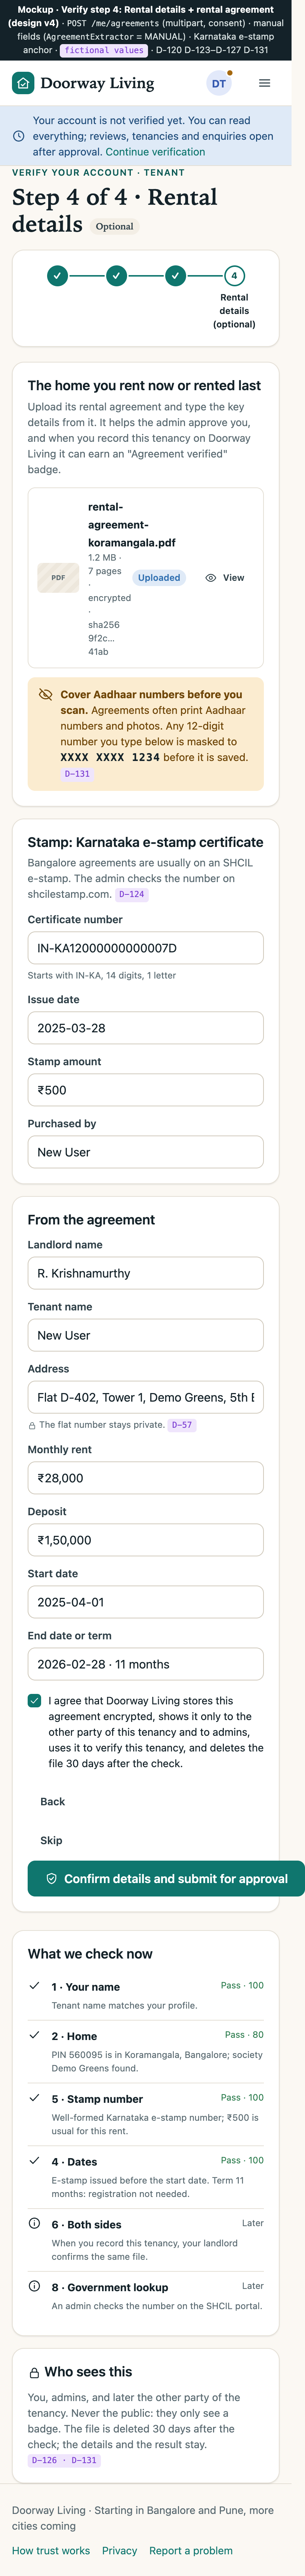 Mockup · Verify step 4: Rental details + rental agreement
(design v4) · POST /me/agreements (multipart, consent) · manual
fields (AgreementExtractor = MANUAL) · Karnataka e-stamp
anchor · fictional values · D-120 D-123–D-127 D-131
Doorway Living
DT
Your account is not verified yet. You can read
everything; reviews, tenancies and enquiries open
after approval. Continue verification
VERIFY YOUR ACCOUNT · TENANT
Step 4 of 4 · Rental
details Optional
4
Rental
details
(optional)
The home you rent now or rented last
Upload its rental agreement and type the key
details from it. It helps the admin approve you,
and when you record this tenancy on Doorway
Living it can earn an "Agreement verified"
badge.
PDF
rental-
agreement-
koramangala.pdf
1.2 MB ·
7 pages
·
encrypted
·
sha256
9f2c…
41ab
Uploaded
View
Cover Aadhaar numbers before you
scan. Agreements often print Aadhaar
numbers and photos. Any 12-digit
number you type below is masked to
XXXX XXXX 1234 before it is saved.
D-131
Stamp: Karnataka e-stamp certificate
Bangalore agreements are usually on an SHCIL
e-stamp. The admin checks the number on
shcilestamp.com. D-124
Certificate number
IN-KA12000000000007D
Starts with IN-KA, 14 digits, 1 letter
Issue date
2025-03-28
Stamp amount
₹500
Purchased by
New User
From the agreement
Landlord name
R. Krishnamurthy
Tenant name
New User
Address
Flat D-402, Tower 1, Demo Greens, 5th
The flat number stays private. D-57
Monthly rent
₹28,000
Deposit
₹1,50,000
Start date
2025-04-01
End date or term
2026-02-28 · 11 months
I agree that Doorway Living stores this
agreement encrypted, shows it only to the
other party of this tenancy and to admins,
uses it to verify this tenancy, and deletes the
file 30 days after the check.
Back
Skip
Confirm details and submit for approval
What we check now
1 · Your name Pass · 100
Tenant name matches your profile.
2 · Home Pass · 80
PIN 560095 is in Koramangala, Bangalore; society
Demo Greens found.
5 · Stamp number Pass · 100
Well-formed Karnataka e-stamp number; ₹500 is
usual for this rent.
4 · Dates Pass · 100
E-stamp issued before the start date. Term 11
months: registration not needed.
6 · Both sides Later
When you record this tenancy, your landlord
confirms the same file.
8 · Government lookup Later
An admin checks the number on the SHCIL portal.
Who sees this
You, admins, and later the other party of the
tenancy. Never the public: they only see a
badge. The file is deleted 30 days after the
check; the details and the result stay.
D-126 · D-131
Doorway Living · Starting in Bangalore and Pune, more
cities coming
How trust works Privacy Report a problem